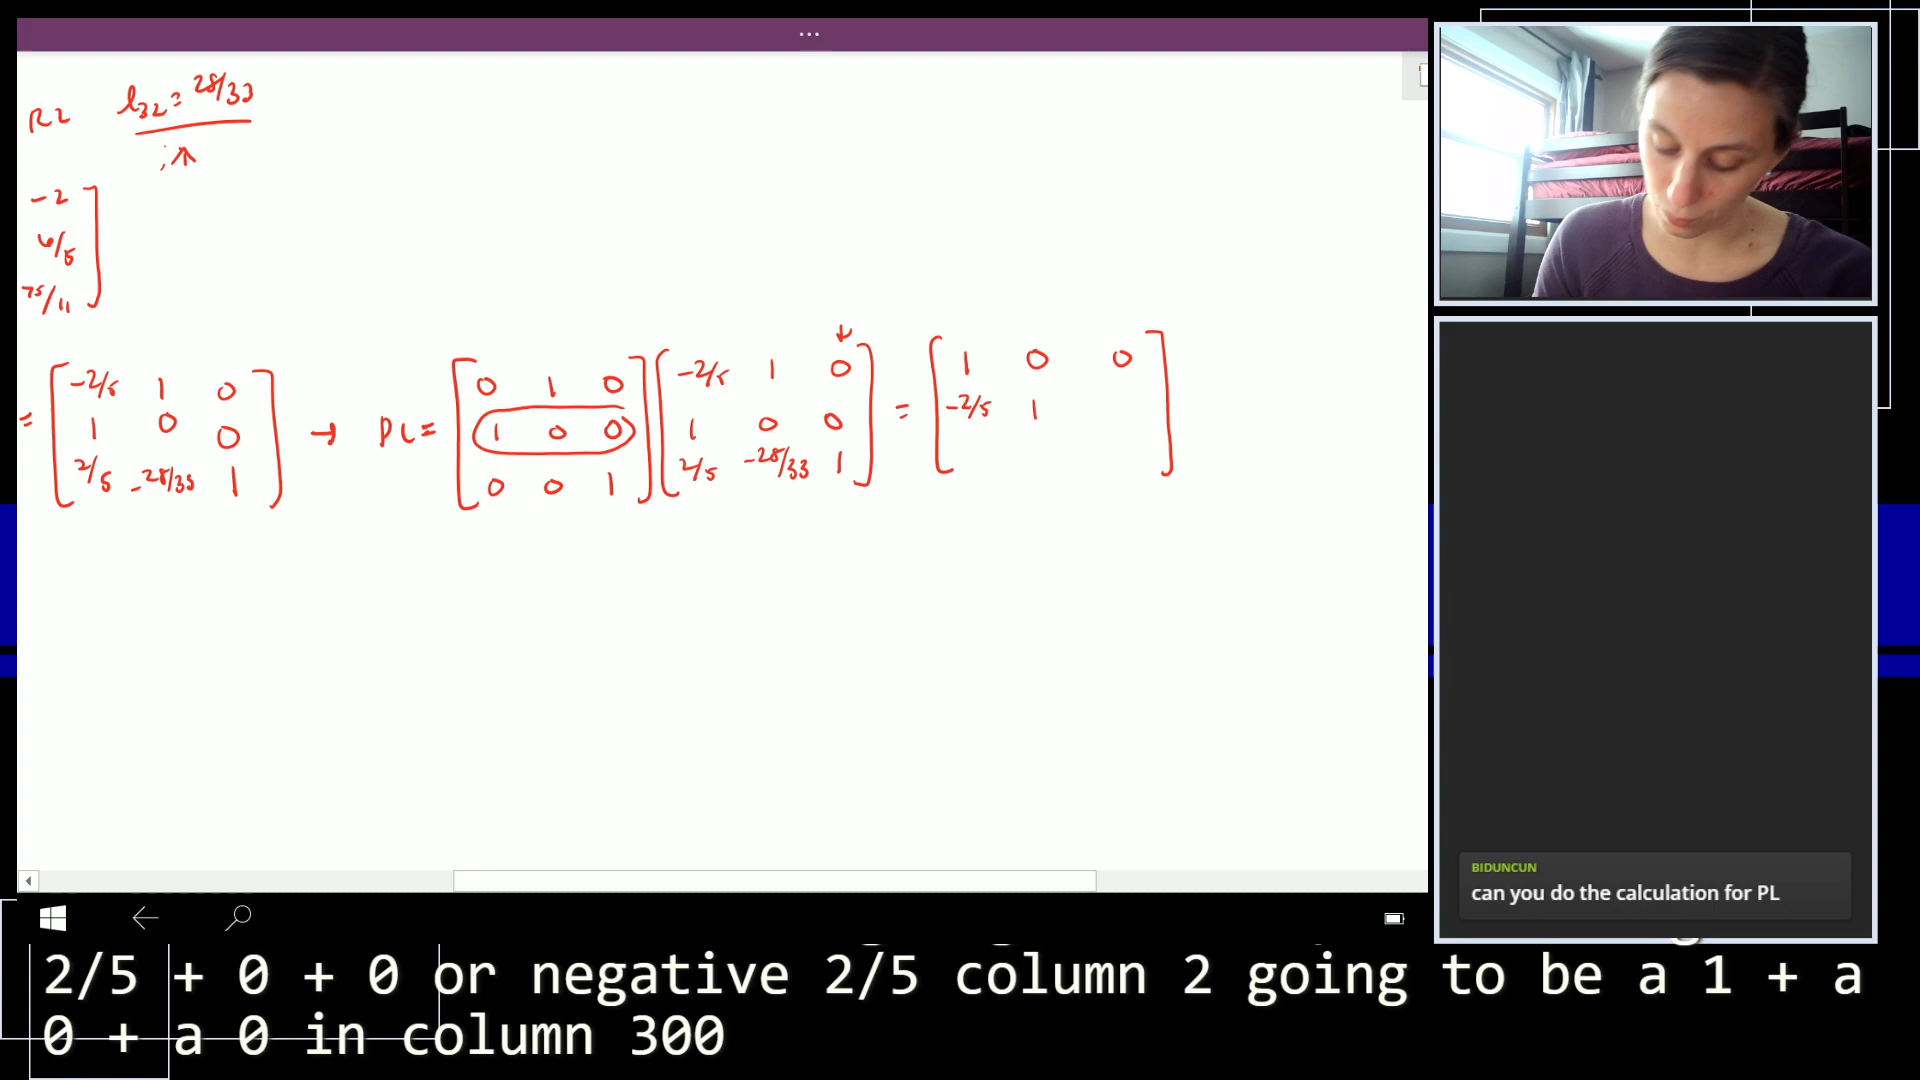 ...
R2 l32 = 28/33
-2
6/5
75/11
= [ -2/5 1 0
1 0 0
2/5 -28/33 1 ]
→ PL = [ 0 1 0
1 0 0
0 0 1 ]
[ -2/5 1 0
1 0 0
2/5 -28/33 1 ]
= [ 1 0 0
-2/5 1 ]
BIDUNCUN
can you do the calculation for PL
2/5 + 0 + 0 or negative 2/5 column 2 going to be a 1 + a
0 + a 0 in column 300